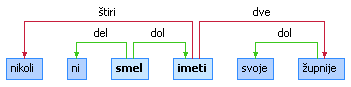 štiri dve
del dol dol
nikoli ni smel imeti svoje župnije